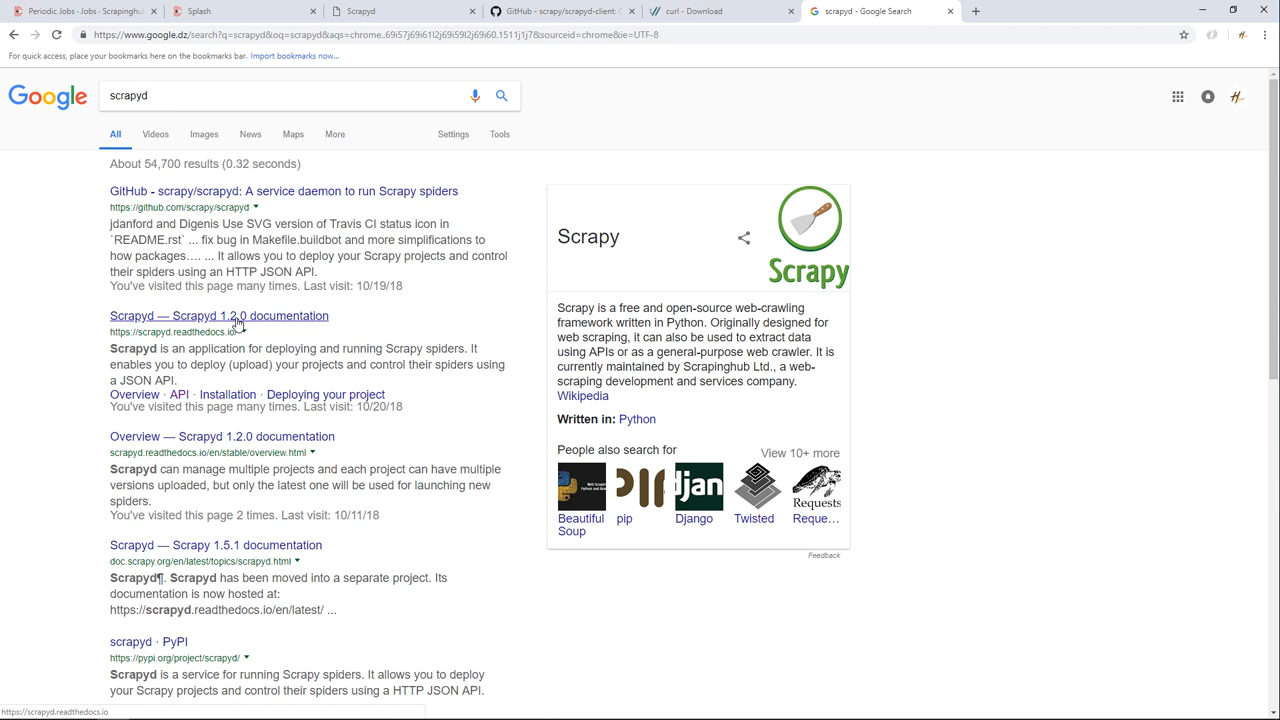 Periodic Jobs - Jobs - Scrapinghub
Splash
Scrapyd
GitHub - scrapy/scrapyd-client: C
curl - Download
scrapyd - Google Search
https://www.google.dz/search?q=scrapyd&oq=scrapyd&aqs=chrome..69i57j69i61l2j69i59l2j69i60.1511j1j7&sourceid=chrome&ie=UTF-8
For quick access, place your bookmarks here on the bookmarks bar. Import bookmarks now...
Google
scrapyd
All
Videos
Images
News
Maps
More
Settings
Tools
About 54,700 results (0.32 seconds)
GitHub - scrapy/scrapyd: A service daemon to run Scrapy spiders
https://github.com/scrapy/scrapyd
jdanford and Digenis Use SVG version of Travis CI status icon in
`README.rst` ... fix bug in Makefile.buildbot and more simplifications to
how packages.... ... It allows you to deploy your Scrapy projects and control
their spiders using an HTTP JSON API.
You've visited this page many times. Last visit: 10/19/18
Scrapyd — Scrapyd 1.2.0 documentation
https://scrapyd.readthedocs.io/
Scrapyd is an application for deploying and running Scrapy spiders. It
enables you to deploy (upload) your projects and control their spiders using
a JSON API.
Overview · API · Installation · Deploying your project
You've visited this page many times. Last visit: 10/20/18
Overview — Scrapyd 1.2.0 documentation
scrapyd.readthedocs.io/en/stable/overview.html
Scrapyd can manage multiple projects and each project can have multiple
versions uploaded, but only the latest one will be used for launching new
spiders.
You've visited this page 2 times. Last visit: 10/11/18
Scrapyd — Scrapy 1.5.1 documentation
doc.scrapy.org/en/latest/topics/scrapyd.html
Scrapyd¶. Scrapyd has been moved into a separate project. Its
documentation is now hosted at:
https://scrapyd.readthedocs.io/en/latest/ ...
scrapyd · PyPI
https://pypi.org/project/scrapyd/
Scrapyd is a service for running Scrapy spiders. It allows you to deploy
your Scrapy projects and control their spiders using a HTTP JSON API.
Scrapy
Scrapy
Scrapy is a free and open-source web-crawling
framework written in Python. Originally designed for
web scraping, it can also be used to extract data
using APIs or as a general-purpose web crawler. It is
currently maintained by Scrapinghub Ltd., a web-
scraping development and services company.
Wikipedia
Written in: Python
People also search for
View 10+ more
djan
Requests
Beautiful
Soup
pip
Django
Twisted
Reque...
Feedback
https://scrapyd.readthedocs.io